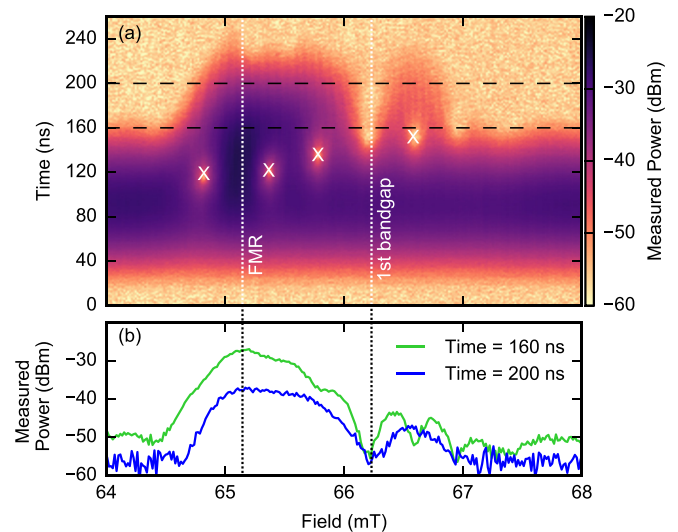 (a)
240
200
160
120
80
40
0
Time (ns)
X X X X
FMR
1st bandgap
−20
−30
−40
−50
−60
Measured Power (dBm)
(b)
−30
−40
−50
−60
Measured
Power (dBm)
Time = 160 ns
Time = 200 ns
64 65 66 67 68
Field (mT)